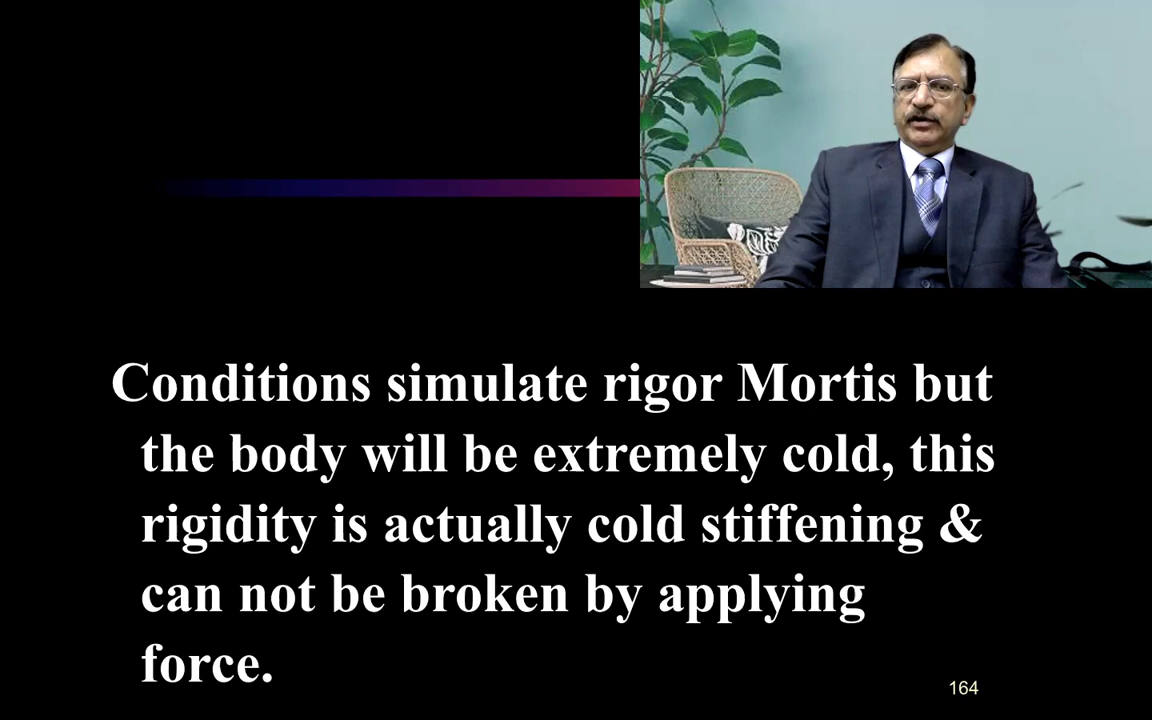 Conditions simulate rigor Mortis but
the body will be extremely cold, this
rigidity is actually cold stiffening &
can not be broken by applying
force.
164